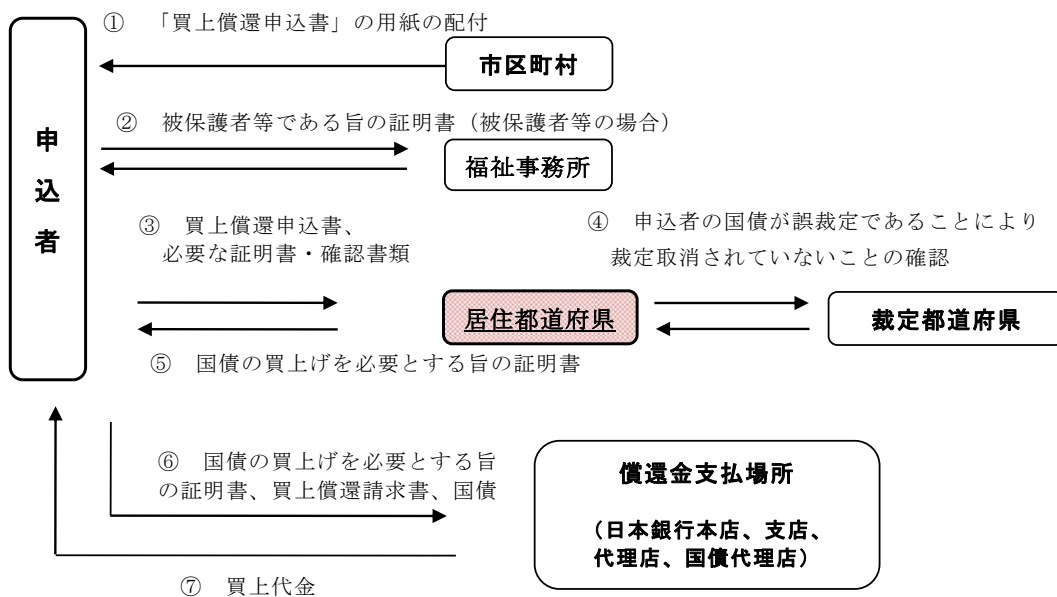 ① 「買上償還申込書」の用紙の配付
市区町村
申込者
② 被保護者等である旨の証明書（被保護者等の場合）
福祉事務所
③ 買上償還申込書、
必要な証明書・確認書類
④ 申込者の国債が誤裁定であることにより
裁定取消されていないことの確認
居住都道府県
裁定都道府県
⑤ 国債の買上げを必要とする旨の証明書
⑥ 国債の買上げを必要とする旨
の証明書、買上償還請求書、国債
償還金支払場所
（日本銀行本店、支店、
代理店、国債代理店）
⑦ 買上代金